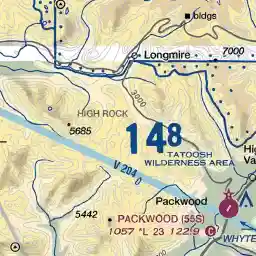 bldgs
Longmire
7000
3900
HIGH ROCK
5685
14⁸
TATOOSH
WILDERNESS AREA
V 204
Packwood
5442
PACKWOOD (55S)
1057 *L 23 122.9 C
WHYTE